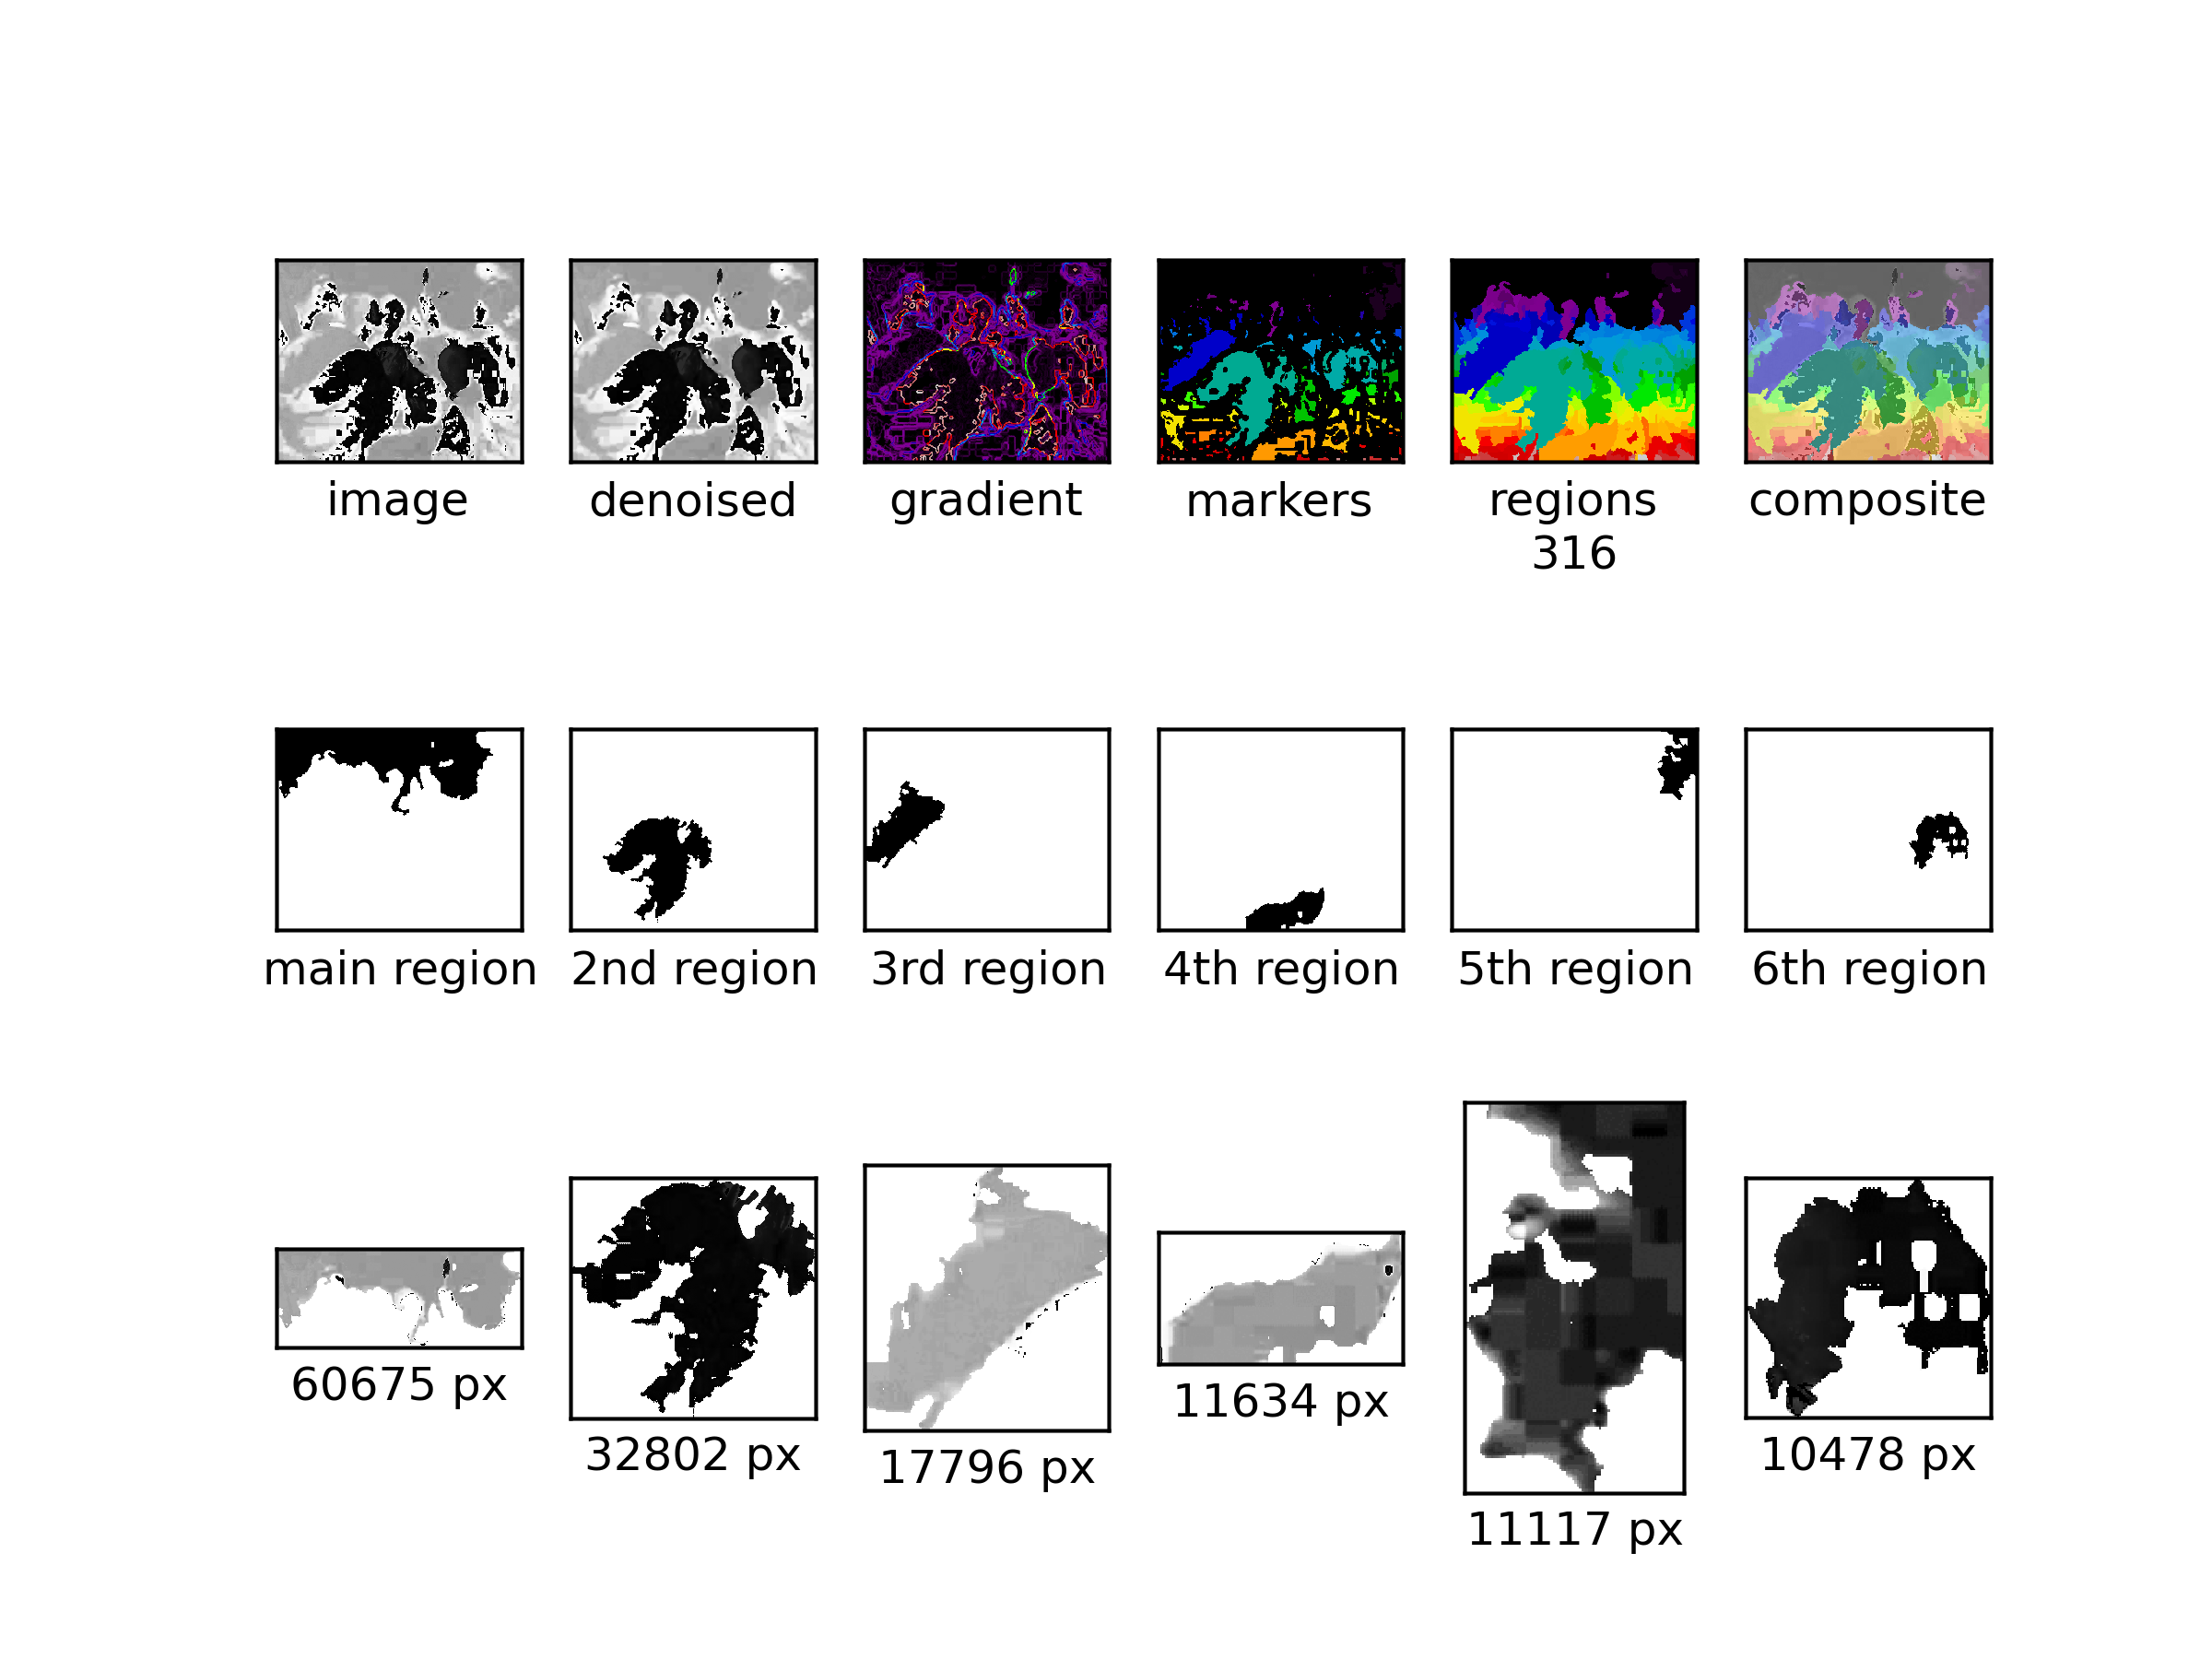 image
denoised
gradient
markers
regions
316
composite
main region
2nd region
3rd region
4th region
5th region
6th region
60675 px
32802 px
17796 px
11634 px
11117 px
10478 px